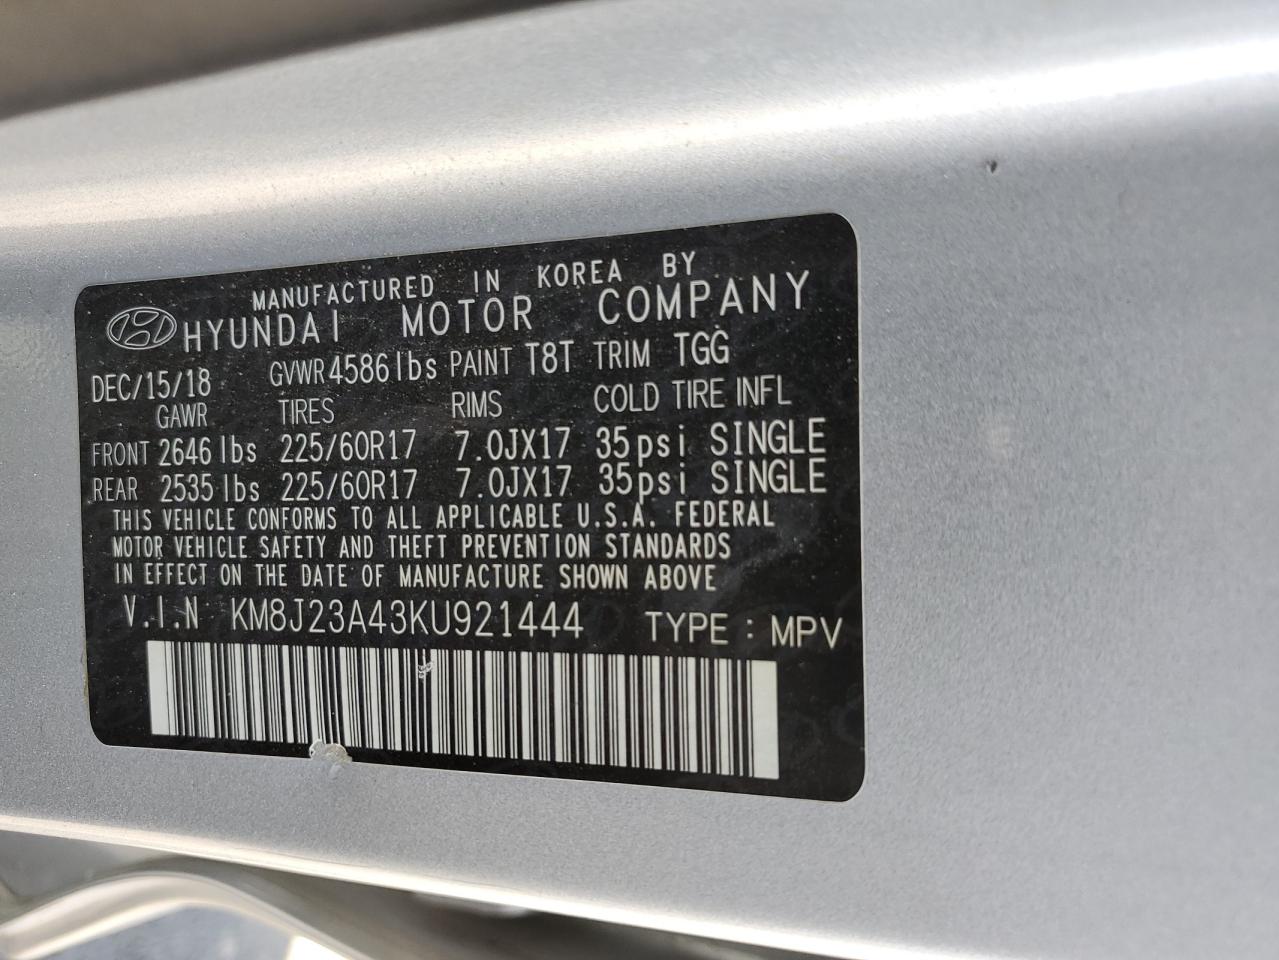 MANUFACTURED IN KOREA BY
HYUNDAI MOTOR COMPANY
DEC/15/18 GVWR 4586 lbs PAINT T8T TRIM TGG
GAWR TIRES RIMS COLD TIRE INFL
FRONT 2646 lbs 225/60R17 7.0JX17 35psi SINGLE
REAR 2535 lbs 225/60R17 7.0JX17 35psi SINGLE
THIS VEHICLE CONFORMS TO ALL APPLICABLE U.S.A. FEDERAL
MOTOR VEHICLE SAFETY AND THEFT PREVENTION STANDARDS
IN EFFECT ON THE DATE OF MANUFACTURE SHOWN ABOVE
V.I.N KM8J23A43KU921444 TYPE : MPV